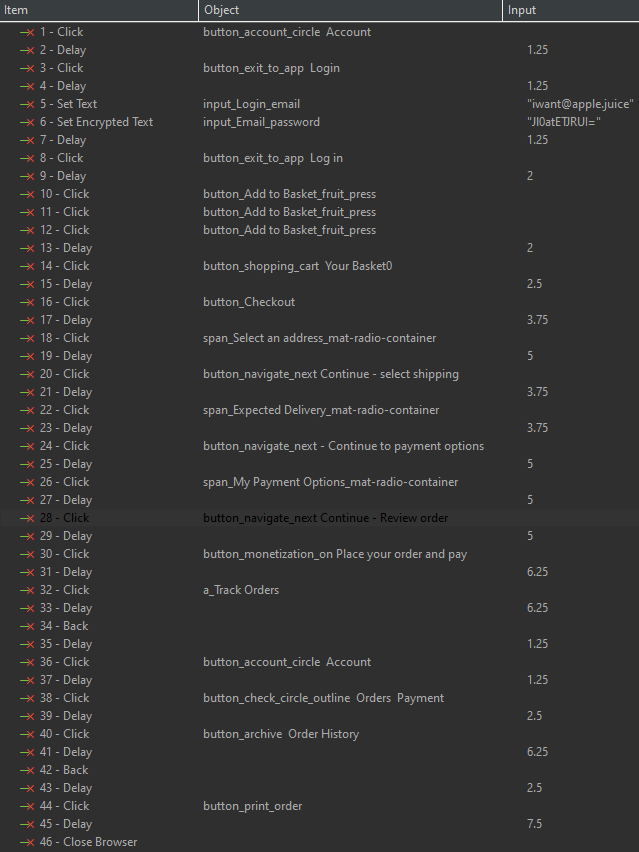 Item Object Input
1 - Click button_account_circle Account
2 - Delay 1.25
3 - Click button_exit_to_app Login
4 - Delay 1.25
5 - Set Text input_Login_email "iwant@apple.juice"
6 - Set Encrypted Text input_Email_password "JI0atETJRUI="
7 - Delay 1.25
8 - Click button_exit_to_app Log in
9 - Delay 2
10 - Click button_Add to Basket_fruit_press
11 - Click button_Add to Basket_fruit_press
12 - Click button_Add to Basket_fruit_press
13 - Delay 2
14 - Click button_shopping_cart Your Basket0
15 - Delay 2.5
16 - Click button_Checkout
17 - Delay 3.75
18 - Click span_Select an address_mat-radio-container
19 - Delay 5
20 - Click button_navigate_next Continue - select shipping
21 - Delay 3.75
22 - Click span_Expected Delivery_mat-radio-container
23 - Delay 3.75
24 - Click button_navigate_next - Continue to payment options
25 - Delay 5
26 - Click span_My Payment Options_mat-radio-container
27 - Delay 5
28 - Click button_navigate_next Continue - Review order
29 - Delay 5
30 - Click button_monetization_on Place your order and pay
31 - Delay 6.25
32 - Click a_Track Orders
33 - Delay 6.25
34 - Back
35 - Delay 1.25
36 - Click button_account_circle Account
37 - Delay 1.25
38 - Click button_check_circle_outline Orders Payment
39 - Delay 2.5
40 - Click button_archive Order History
41 - Delay 6.25
42 - Back
43 - Delay 2.5
44 - Click button_print_order
45 - Delay 7.5
46 - Close Browser